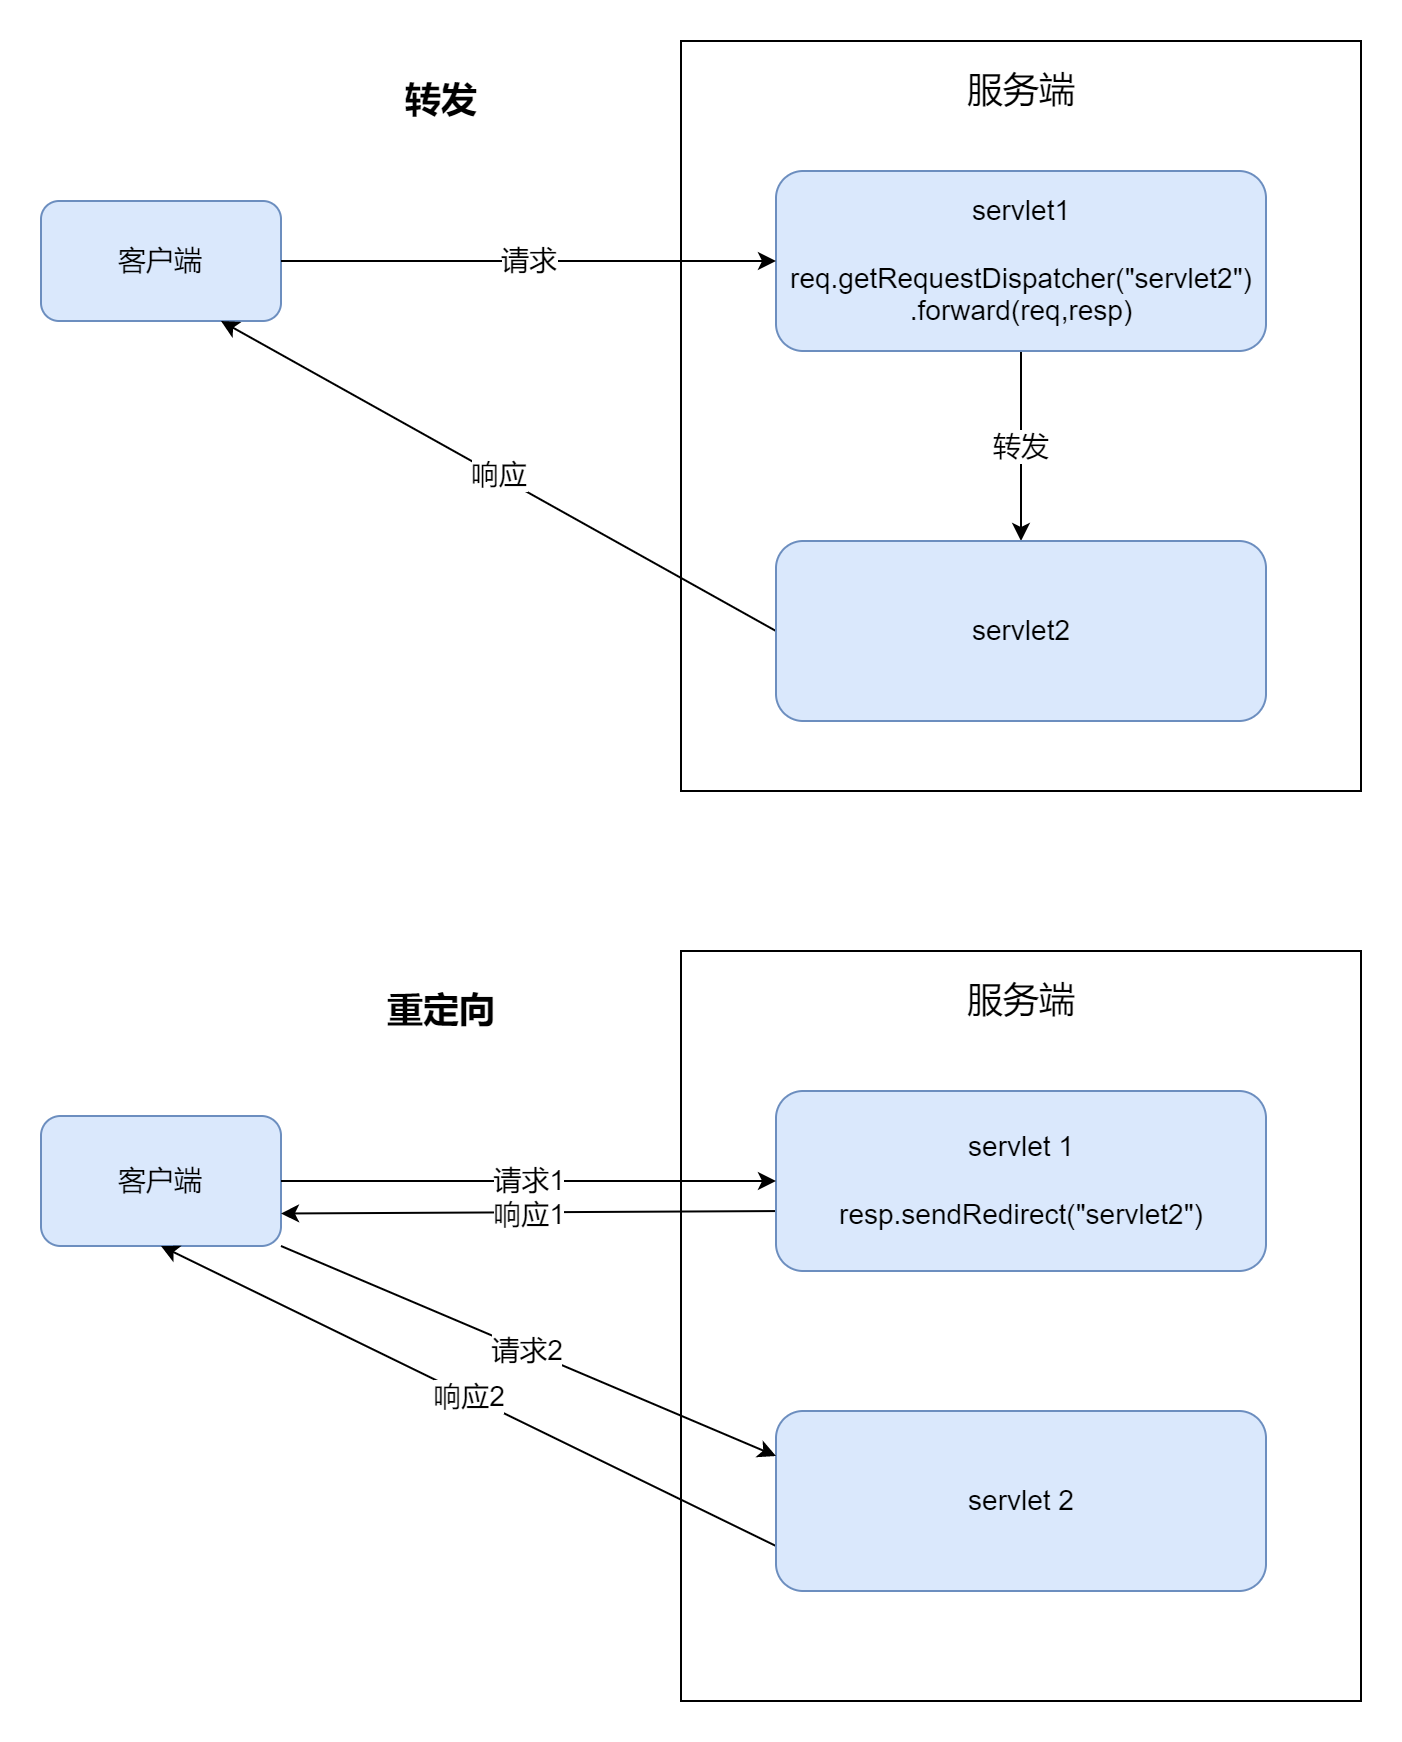 转发
服务端
客户端
请求
servlet1
req.getRequestDispatcher("servlet2")
.forward(req,resp)
转发
响应
servlet2
重定向
服务端
客户端
请求1
响应1
servlet 1
resp.sendRedirect("servlet2")
请求2
响应2
servlet 2